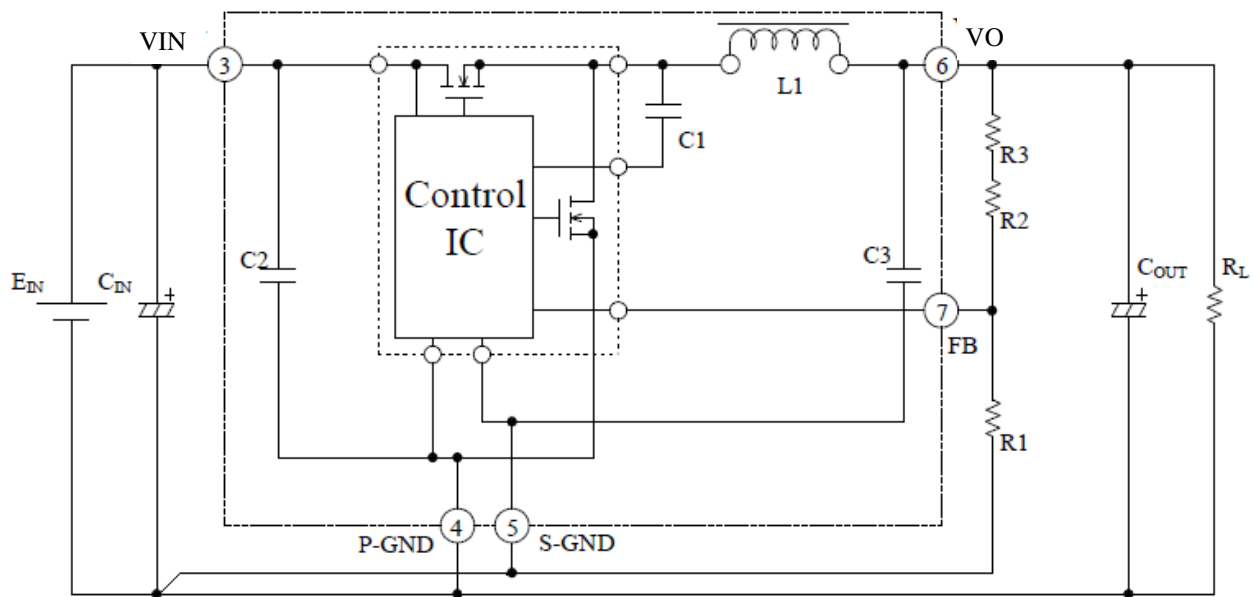 VIN
VO
3
6
L1
C1
R3
Control
IC
R2
C2
C3
EIN
CIN
+
COUT
+
RL
7
FB
R1
4
5
P-GND
S-GND